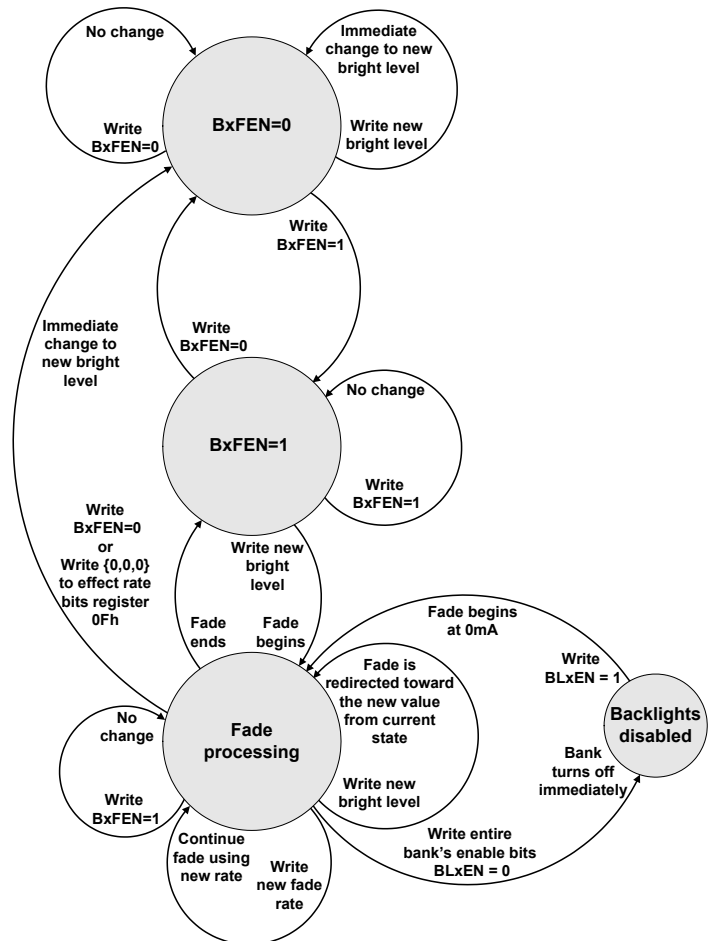 No change
Write
BxFEN=0
Immediate
change to new
bright level
Write new
bright level
BxFEN=0
Write
BxFEN=1
Write
BxFEN=0
Immediate
change to
new bright
level
BxFEN=1
No change
Write
BxFEN=1
Write
BxFEN=0
or
Write {0,0,0}
to effect rate
bits register
0Fh
Write new
bright
level
Fade
ends
Fade
begins
Fade begins
at 0mA
Write
BLxEN = 1
Backlights
disabled
Bank
turns off
immediately
Fade is
redirected toward
the new value
from current
state
Write new
bright level
No
change
Fade
processing
Write
BxFEN=1
Continue
fade using
new rate
Write
new fade
rate
Write entire
bank's enable bits
BLxEN = 0